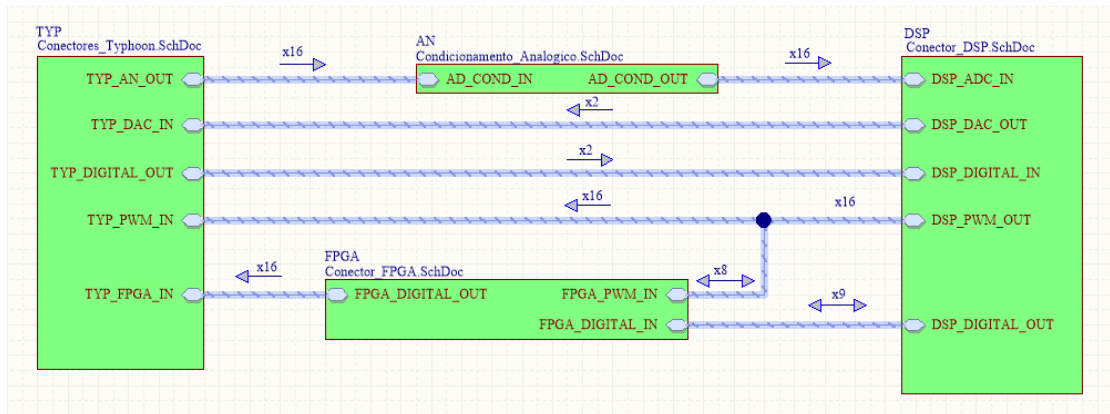 TYP
Conectores_Typhoon.SchDoc
TYP_AN_OUT
TYP_DAC_IN
TYP_DIGITAL_OUT
TYP_PWM_IN
TYP_FPGA_IN
x16
AN
Condicionamento_Analogico.SchDoc
AD_COND_IN
AD_COND_OUT
x16
x2
x2
x16
x16
x16
FPGA
Conector_FPGA.SchDoc
FPGA_DIGITAL_OUT
FPGA_PWM_IN
FPGA_DIGITAL_IN
x8
x9
DSP
Conector_DSP.SchDoc
DSP_ADC_IN
DSP_DAC_OUT
DSP_DIGITAL_IN
DSP_PWM_OUT
DSP_DIGITAL_OUT